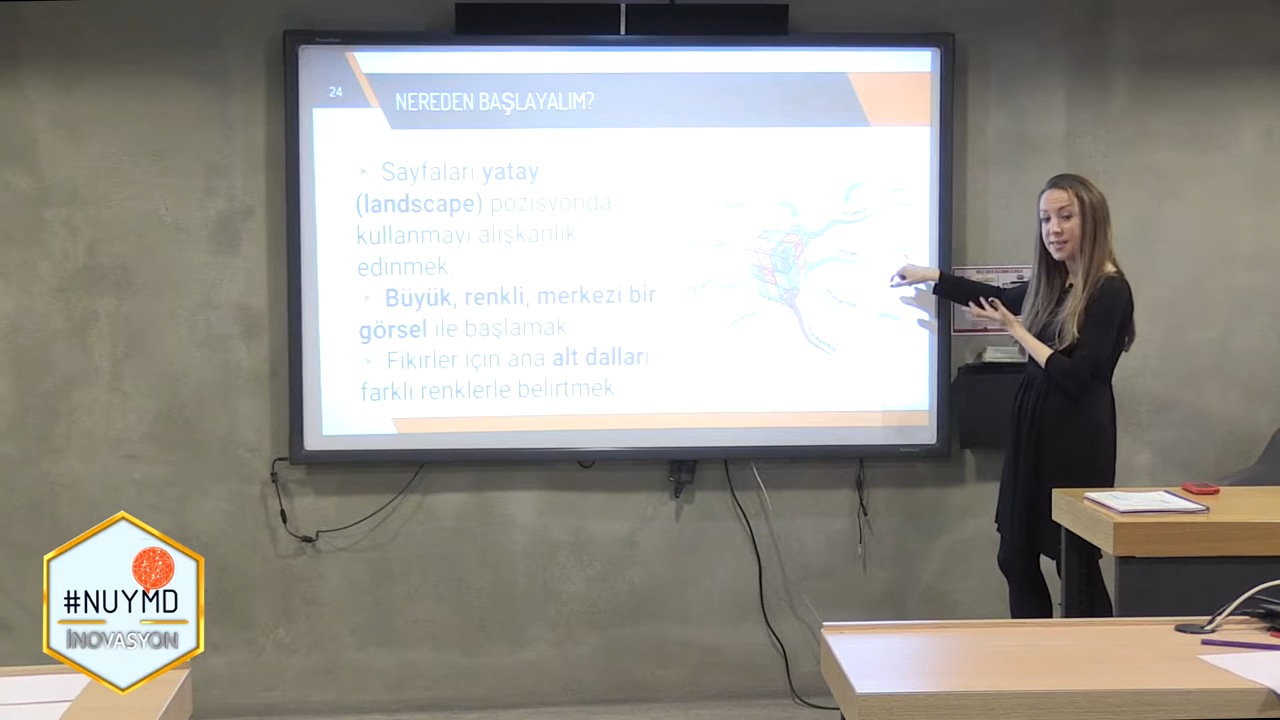 24
NEREDEN BAŞLAYALIM?
Sayfaları yatay
(landscape) pozisyonda
kullanmayı alışkanlık
edinmek.
Büyük, renkli, merkezi bir
görsel ile başlamak
Fikirler için ana alt dalları
farklı renklerle belirtmek
#NUYMD
İNOVASYON